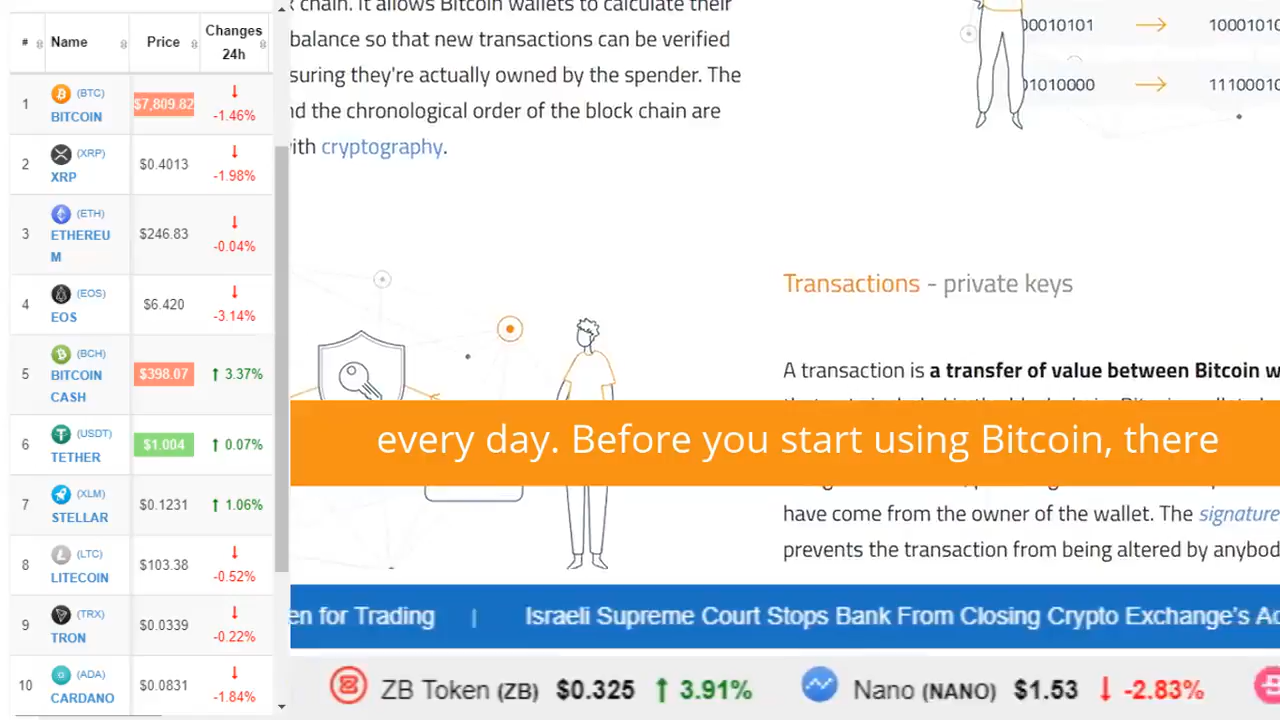 # Name Price Changes 24h
1 (BTC) BITCOIN $7,809.82 ↓ -1.46%
2 (XRP) XRP $0.4013 ↓ -1.98%
3 (ETH) ETHEREU M $246.83 ↓ -0.04%
4 (EOS) EOS $6.420 ↓ -3.14%
5 (BCH) BITCOIN CASH $398.07 ↑ 3.37%
6 (USDT) TETHER $1.004 ↑ 0.07%
7 (XLM) STELLAR $0.1231 ↑ 1.06%
8 (LTC) LITECOIN $103.38 ↓ -0.52%
9 (TRX) TRON $0.0339 ↓ -0.22%
10 (ADA) CARDANO $0.0831 ↓ -1.84%
chain. It allows Bitcoin wallets to calculate their
balance so that new transactions can be verified
suring they're actually owned by the spender. The
nd the chronological order of the block chain are
ith cryptography.
00010101 → 1000101
01010000 → 1110001
Transactions - private keys
A transaction is a transfer of value between Bitcoin w
every day. Before you start using Bitcoin, there
have come from the owner of the wallet. The signature
prevents the transaction from being altered by anybod
en for Trading | Israeli Supreme Court Stops Bank From Closing Crypto Exchange's Ac
ZB Token (ZB) $0.325 ↑ 3.91% Nano (NANO) $1.53 ↓ -2.83%